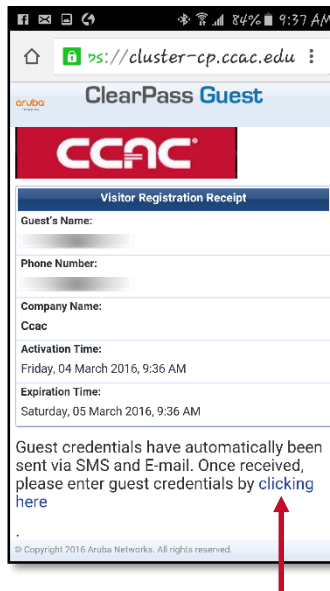 84% 9:37 AM
ps://cluster-cp.ccac.edu
aruba
ClearPass Guest
CCAC
Visitor Registration Receipt
Guest's Name:
Phone Number:
Company Name:
Ccac
Activation Time:
Friday, 04 March 2016, 9:36 AM
Expiration Time:
Saturday, 05 March 2016, 9:36 AM
Guest credentials have automatically been
sent via SMS and E-mail. Once received,
please enter guest credentials by clicking
here
.
© Copyright 2016 Aruba Networks. All rights reserved.